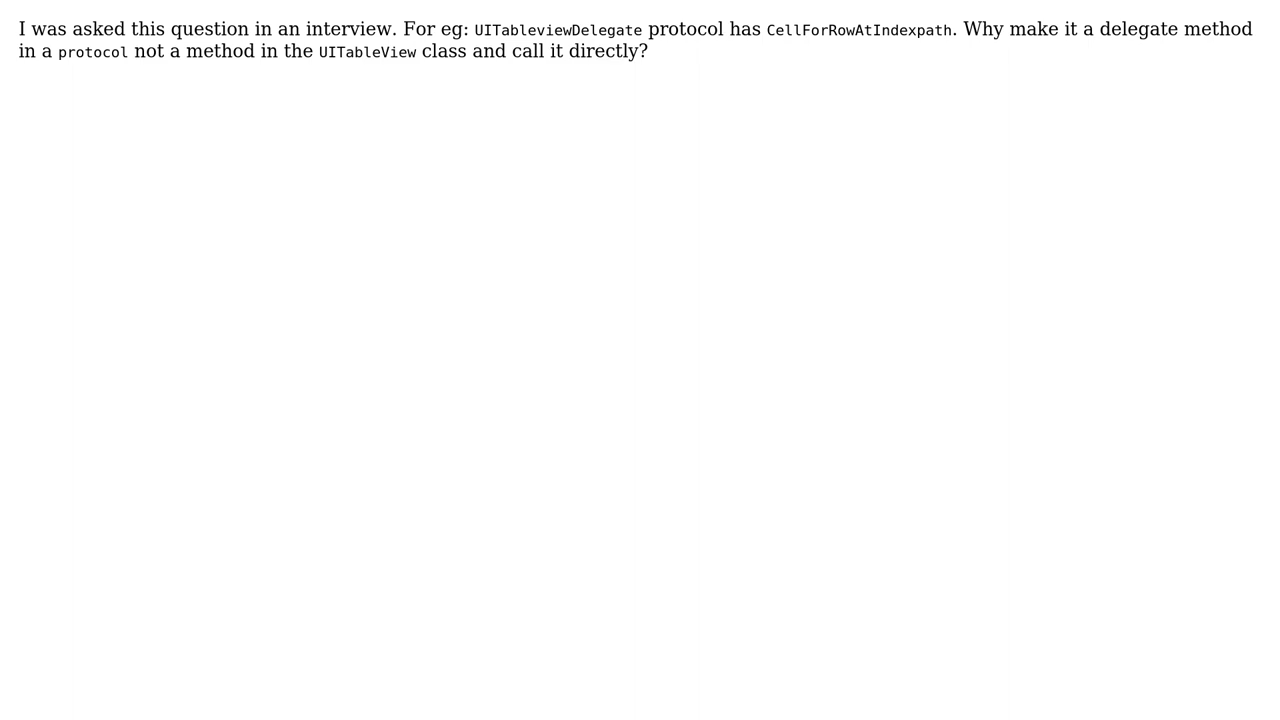 I was asked this question in an interview. For eg: UITableviewDelegate protocol has CellForRowAtIndexpath. Why make it a delegate method
in a protocol not a method in the UITableView class and call it directly?